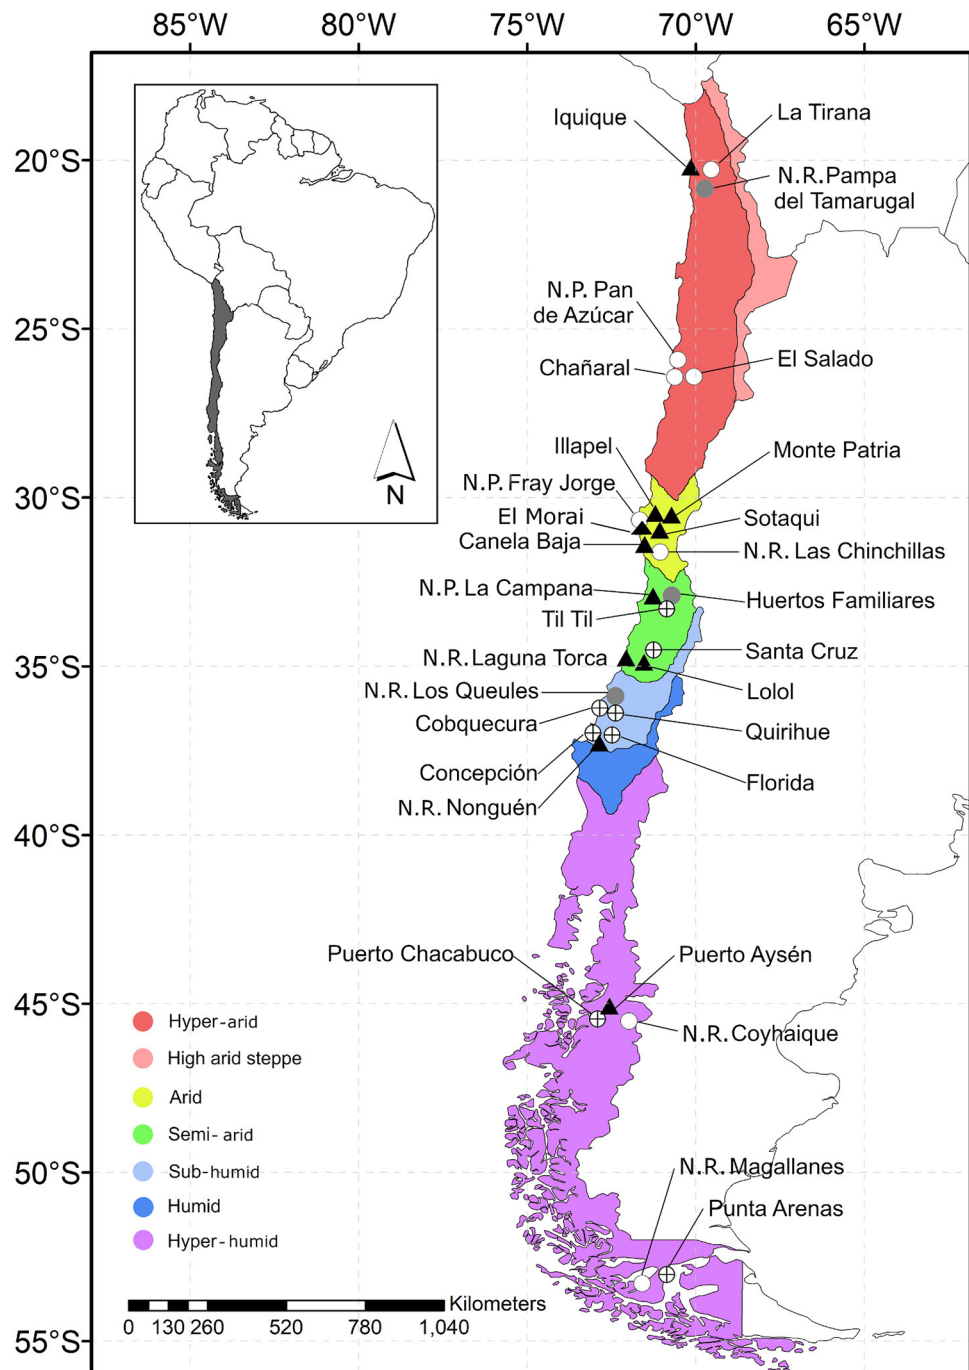 85°W 80°W 75°W 70°W 65°W
20°S
25°S
30°S
35°S
40°S
45°S
50°S
55°S
N
Iquique
La Tirana
N.R.Pampa
del Tamarugal
N.P. Pan
de Azúcar
Chañaral
El Salado
Illapel
Monte Patria
N.P. Fray Jorge
El Morai
Sotaqui
Canela Baja
N.R. Las Chinchillas
N.P. La Campana
Huertos Familiares
Til Til
Santa Cruz
N.R. Laguna Torca
Lolol
N.R. Los Queules
Cobquecura
Quirihue
Concepción
Florida
N.R. Nonguén
Puerto Chacabuco
Puerto Aysén
N.R. Coyhaique
N.R. Magallanes
Punta Arenas
Hyper-arid
High arid steppe
Arid
Semi-arid
Sub-humid
Humid
Hyper-humid
Kilometers
0 130 260 520 780 1,040